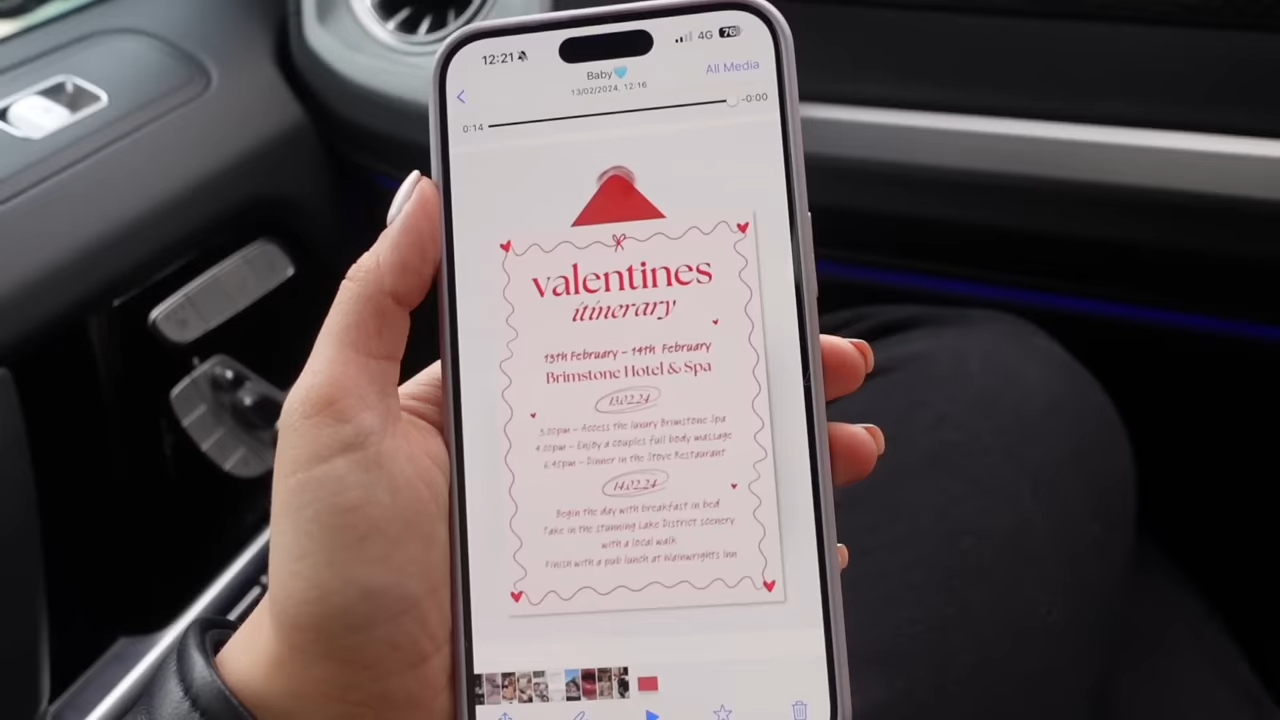 12:21
4G 76
Baby
All Media
13/02/2024, 12:16
0:14
-0:00
valentines
itinerary
13th February - 14th February
Brimstone Hotel & Spa
13.02.24
3.00pm - Access the luxury Brimstone Spa
4.00pm - Enjoy a couples full body massage
6.45pm - Dinner in the Stove Restaurant
14.02.24
Begin the day with breakfast in bed
Take in the stunning Lake District scenery
with a local walk
Finish with a pub lunch at Wainwrights Inn